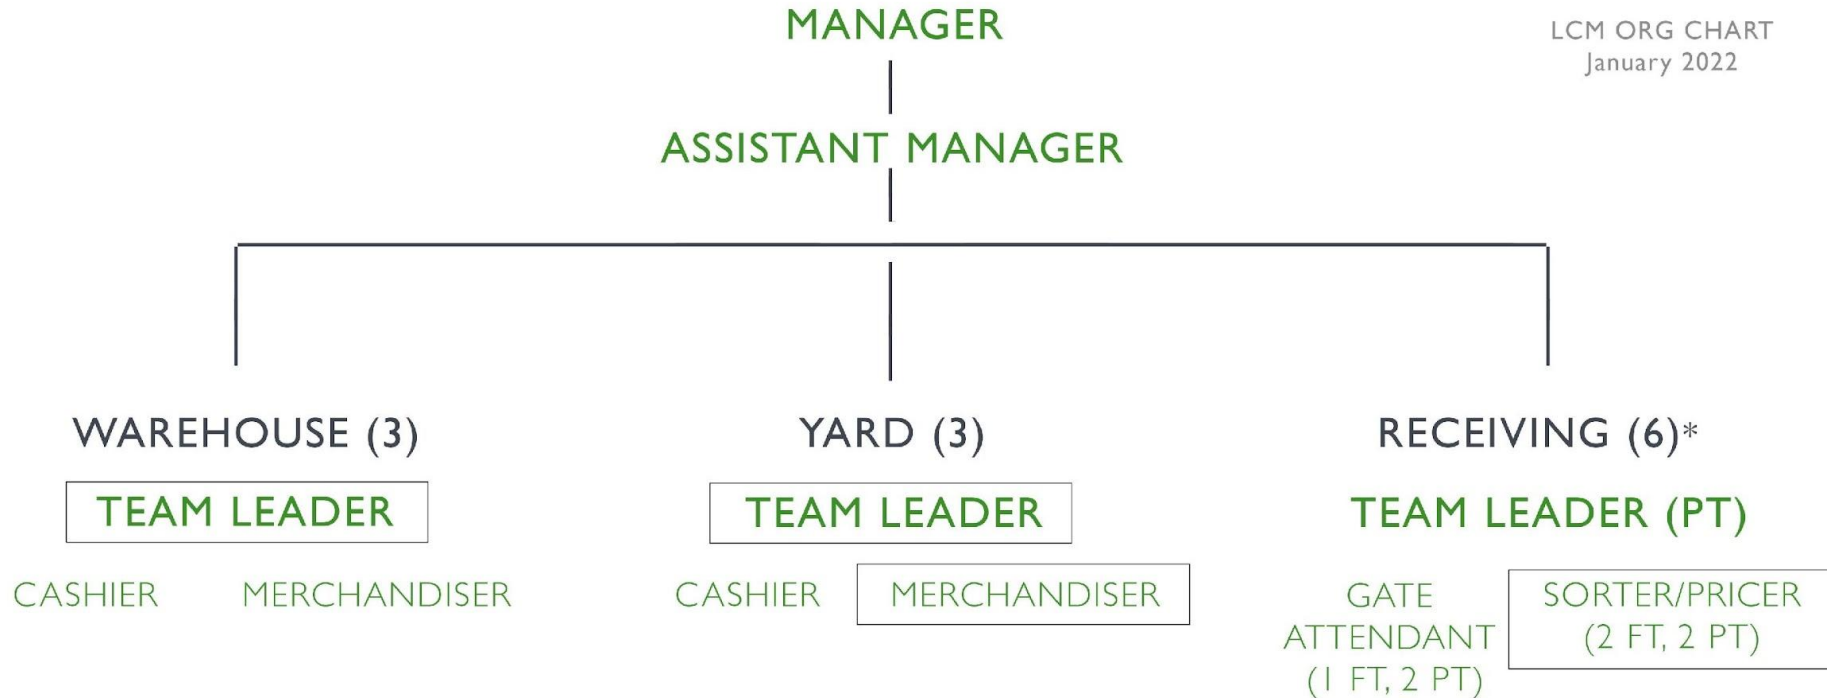 MANAGER
LCM ORG CHART
January 2022
ASSISTANT MANAGER
WAREHOUSE (3)
TEAM LEADER
CASHIER MERCHANDISER
YARD (3)
TEAM LEADER
CASHIER MERCHANDISER
RECEIVING (6)*
TEAM LEADER (PT)
GATE
ATTENDANT
(1 FT, 2 PT)
SORTER/PRICER
(2 FT, 2 PT)